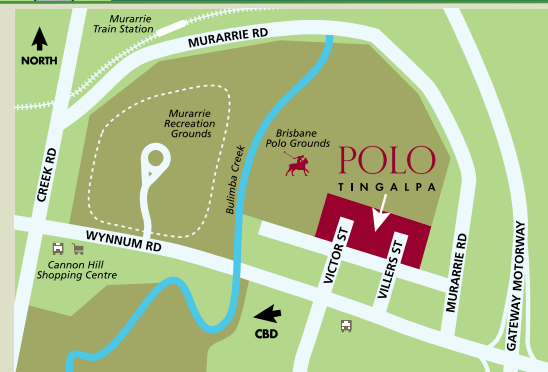 Murarrie
Train Station
NORTH
MURARRIE RD
Murarrie
Recreation
Grounds
Brisbane
Polo Grounds
POLO
TINGALPA
CREEK RD
Bulimba Creek
WYNNUM RD
Cannon Hill
Shopping Centre
VICTOR ST
VILLERS ST
MURARRIE RD
GATEWAY MOTORWAY
CBD